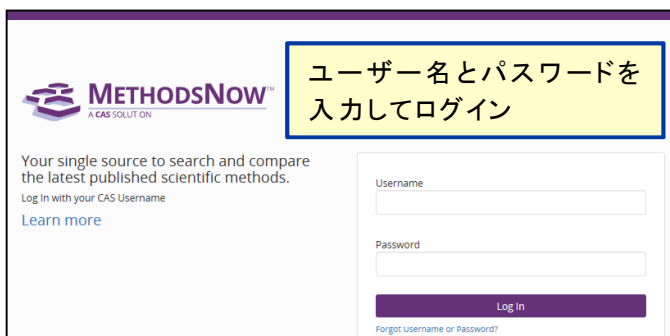 ユーザー名とパスワードを
入力してログイン
METHODSNOW™
A CAS SOLUTION
Your single source to search and compare
the latest published scientific methods.
Log In with your CAS Username
Learn more
Username
Password
Log In
Forgot Username or Password?